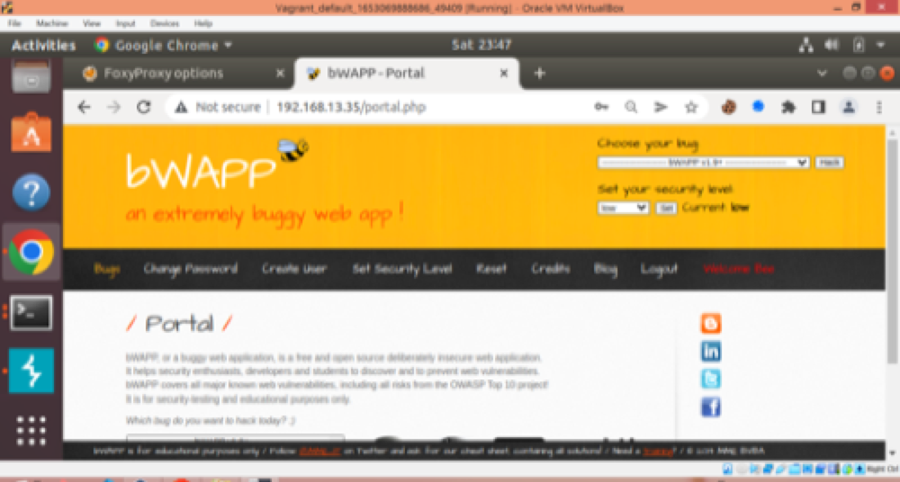 Vagrant_default_1653069888686_49409 [Running] - Oracle VM VirtualBox
File Machine View Input Devices Help
Activities Google Chrome Sat 23:47
FoxyProxy options bWAPP - Portal
Not secure 192.168.13.35/portal.php
bWAPP
an extremely buggy web app !
Choose your bug
bWAPP v1.9+ Hack
Set your security level:
low Set Current: low
Bugs Change Password Create User Set Security Level Reset Credits Blog Logout Welcome Bee
/ Portal /
bWAPP, or a buggy web application, is a free and open source deliberately insecure web application.
It helps security enthusiasts, developers and students to discover and to prevent web vulnerabilities.
bWAPP covers all major known web vulnerabilities, including all risks from the OWASP Top 10 project!
It is for security-testing and educational purposes only.
Which bug do you want to hack today? :)
bWAPP is for educational purposes only / Follow on Twitter and ask for our cheat sheet, containing all solutions! / Need a training? / © 2014 MME BVBA
Right Ctrl